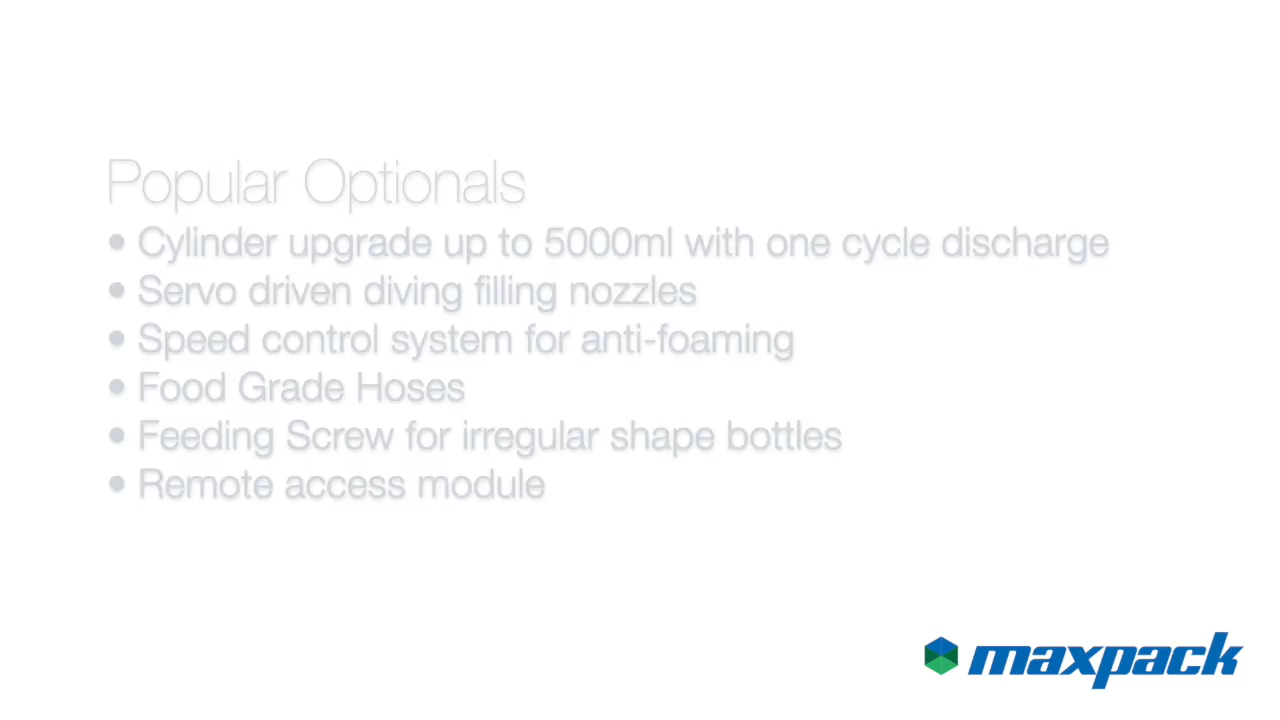 Popular Optionals
• Cylinder upgrade up to 5000ml with one cycle discharge
• Servo driven diving filling nozzles
• Speed control system for anti-foaming
• Food Grade Hoses
• Feeding Screw for irregular shape bottles
• Remote access module
maxpack